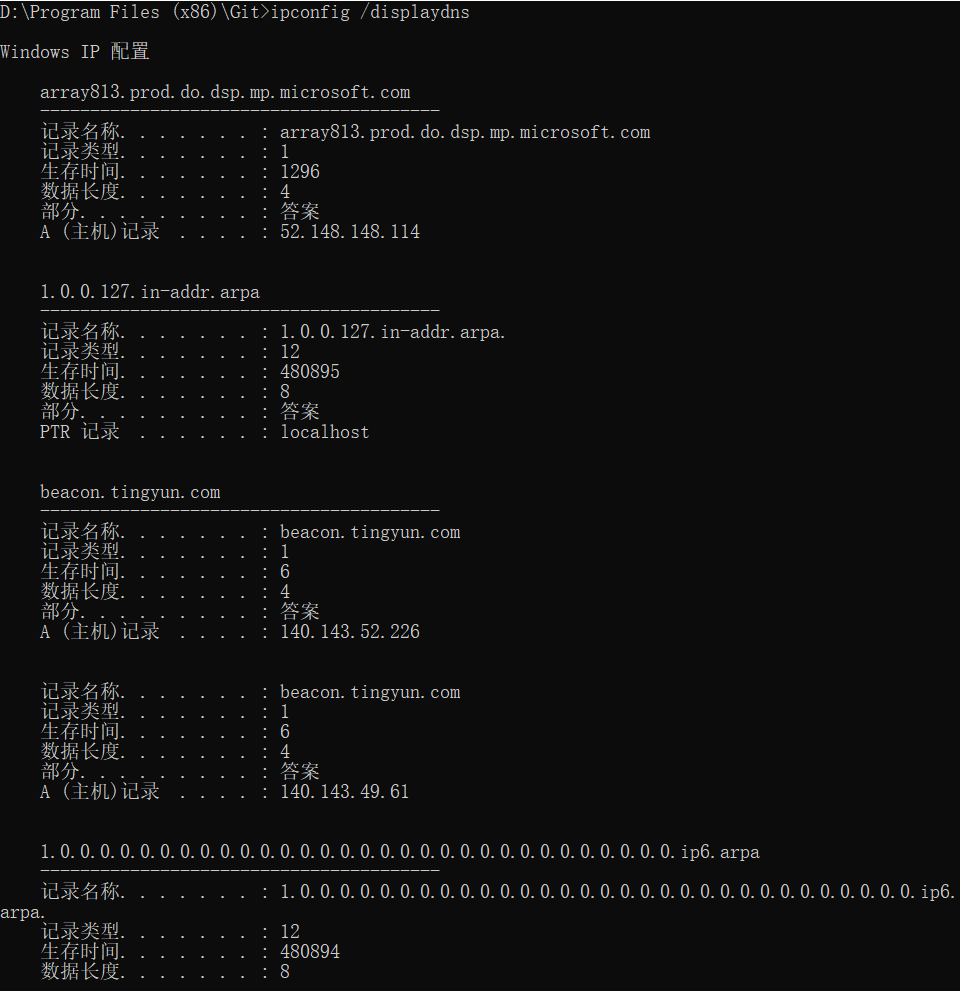 D:\Program Files (x86)\Git>ipconfig /displaydns
Windows IP 配置
array813.prod.do.dsp.mp.microsoft.com
----------------------------------------
记录名称. . . . . . . : array813.prod.do.dsp.mp.microsoft.com
记录类型. . . . . . . : 1
生存时间. . . . . . . : 1296
数据长度. . . . . . . : 4
部分. . . . . . . . . : 答案
A (主机)记录  . . . . : 52.148.148.114
1.0.0.127.in-addr.arpa
----------------------------------------
记录名称. . . . . . . : 1.0.0.127.in-addr.arpa.
记录类型. . . . . . . : 12
生存时间. . . . . . . : 480895
数据长度. . . . . . . : 8
部分. . . . . . . . . : 答案
PTR 记录  . . . . . . : localhost
beacon.tingyun.com
----------------------------------------
记录名称. . . . . . . : beacon.tingyun.com
记录类型. . . . . . . : 1
生存时间. . . . . . . : 6
数据长度. . . . . . . : 4
部分. . . . . . . . . : 答案
A (主机)记录  . . . . : 140.143.52.226
记录名称. . . . . . . : beacon.tingyun.com
记录类型. . . . . . . : 1
生存时间. . . . . . . : 6
数据长度. . . . . . . : 4
部分. . . . . . . . . : 答案
A (主机)记录  . . . . : 140.143.49.61
1.0.0.0.0.0.0.0.0.0.0.0.0.0.0.0.0.0.0.0.0.0.0.0.0.0.0.0.0.0.0.0.ip6.arpa
----------------------------------------
记录名称. . . . . . . : 1.0.0.0.0.0.0.0.0.0.0.0.0.0.0.0.0.0.0.0.0.0.0.0.0.0.0.0.0.0.0.0.ip6.
arpa.
记录类型. . . . . . . : 12
生存时间. . . . . . . : 480894
数据长度. . . . . . . : 8